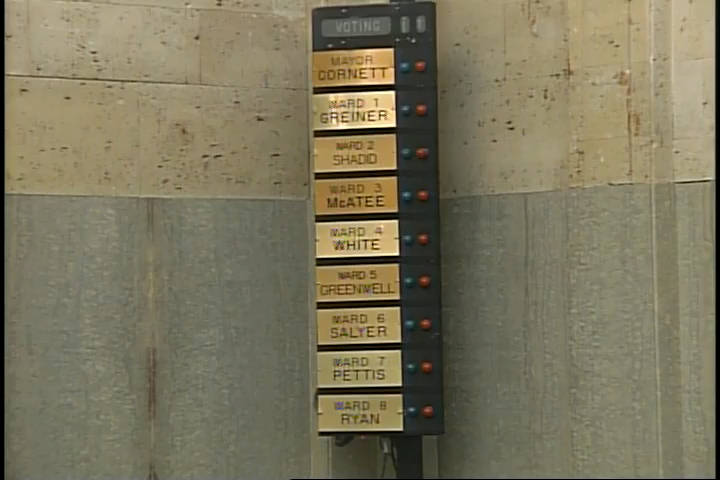 VOTING
MAYOR
CORNETT
WARD 1
GREINER
WARD 2
SHADID
WARD 3
McATEE
WARD 4
WHITE
WARD 5
GREENWELL
WARD 6
SALYER
WARD 7
PETTIS
WARD 8
RYAN